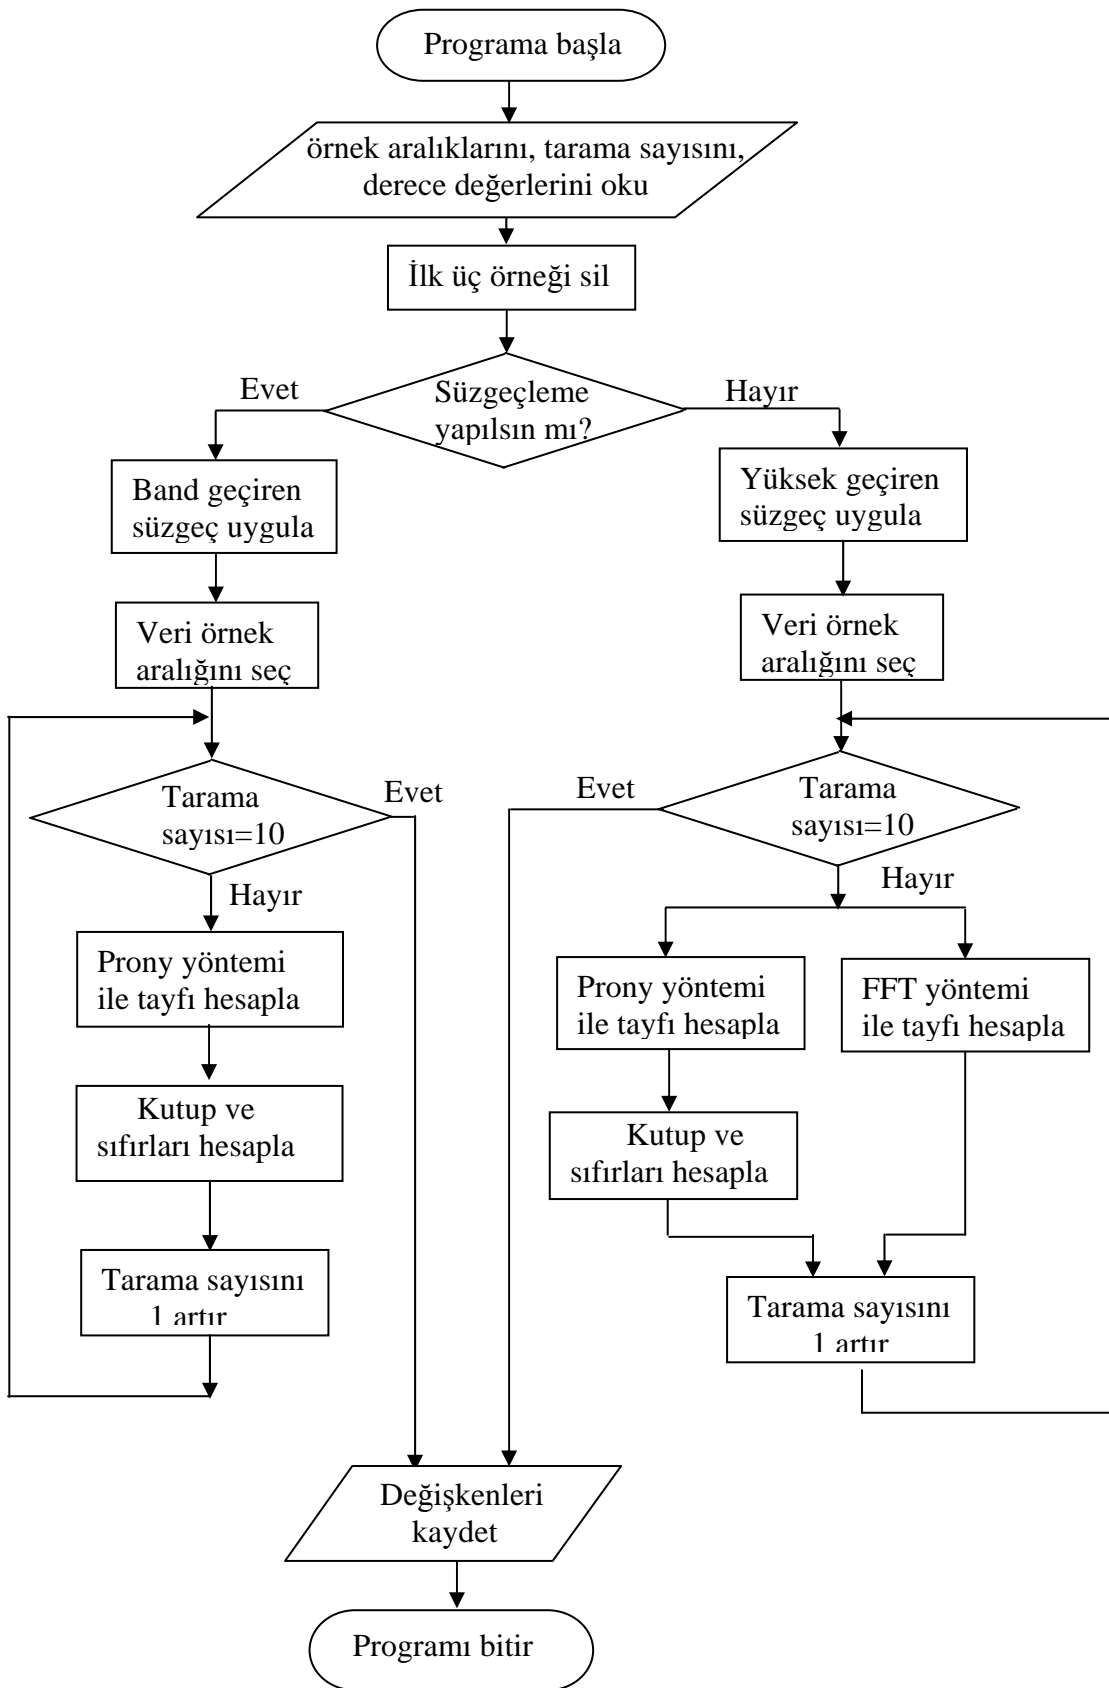 Programa başla
örnek aralıklarını, tarama sayısını,
derece değerlerini oku
İlk üç örneği sil
Evet
Süzgeçleme
yapılsın mı?
Hayır
Band geçiren
süzgeç uygula
Yüksek geçiren
süzgeç uygula
Veri örnek
aralığını seç
Veri örnek
aralığını seç
Tarama
sayısı=10
Evet
Evet
Tarama
sayısı=10
Hayır
Hayır
Prony yöntemi
ile tayfı hesapla
Prony yöntemi
ile tayfı hesapla
FFT yöntemi
ile tayfı hesapla
Kutup ve
sıfırları hesapla
Kutup ve
sıfırları hesapla
Tarama sayısını
1 artır
Tarama sayısını
1 artır
Değişkenleri
kaydet
Programı bitir